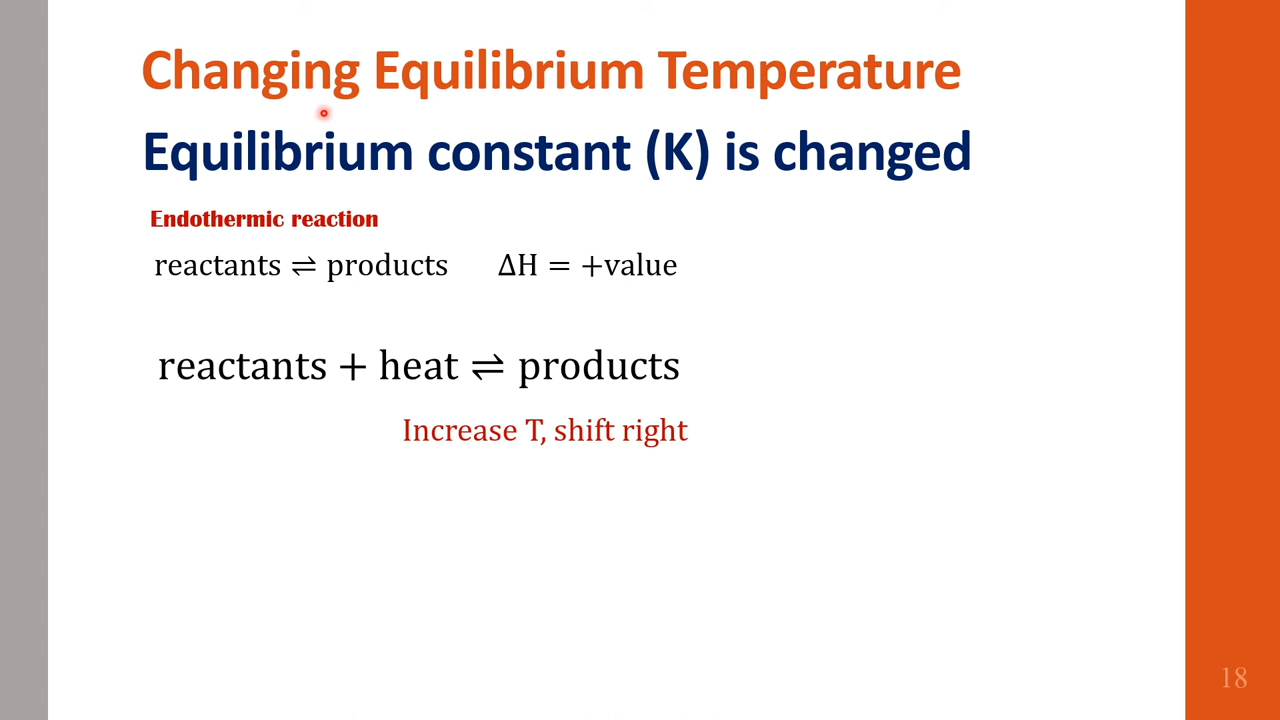 Changing Equilibrium Temperature
Equilibrium constant (K) is changed
Endothermic reaction
reactants ⇌ products ΔH = +value
reactants + heat ⇌ products
Increase T, shift right
18